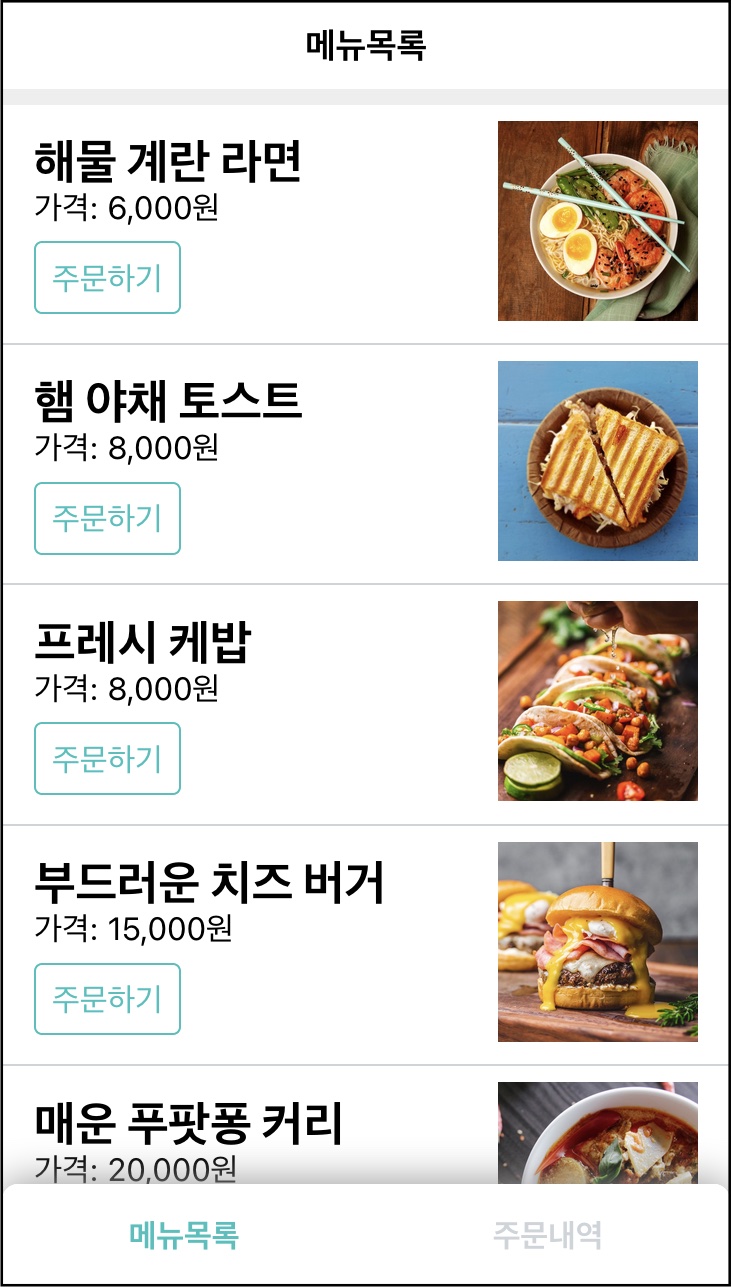 메뉴목록
해물 계란 라면
가격: 6,000원
주문하기
햄 야채 토스트
가격: 8,000원
주문하기
프레시 케밥
가격: 8,000원
주문하기
부드러운 치즈 버거
가격: 15,000원
주문하기
매운 푸팟퐁 커리
가격: 20,000원
메뉴목록
주문내역